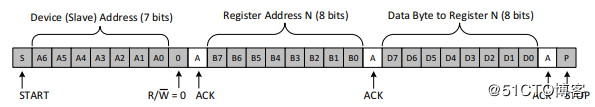 Device (Slave) Address (7 bits) Register Address N (8 bits) Data Byte to Register N (8 bits)
S A6 A5 A4 A3 A2 A1 A0 0 A B7 B6 B5 B4 B3 B2 B1 B0 A D7 D6 D5 D4 D3 D2 D1 D0 A P
START R/W̅ = 0 ACK ACK ACK STOP
@51CTO博客